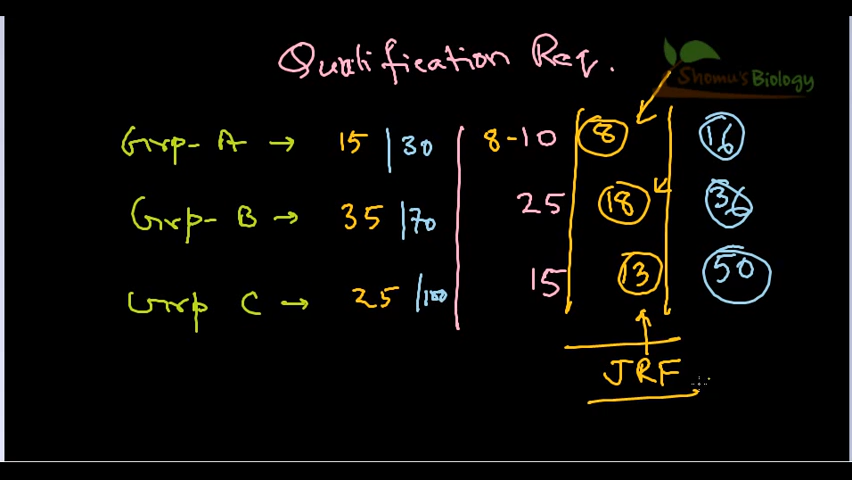 Qualification Req.
Shomu's Biology
Grp-A → 15 | 30 | 8-10 | 8 | 16
Grp-B → 35 | 70 | 25 | 18 | 36
Grp C → 25 | 100 | 15 | 13 | 50
JRF